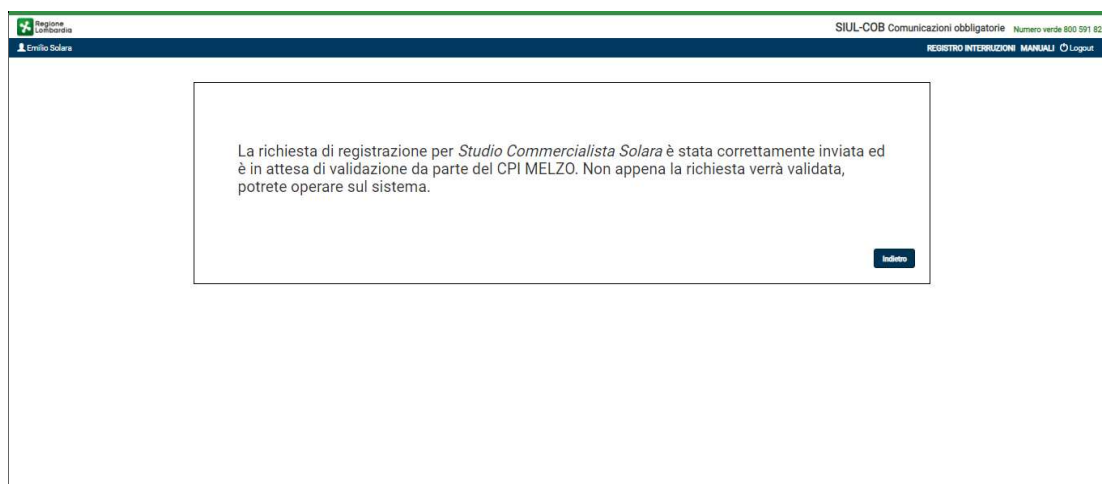 Regione
Lombardia
SIUL-COB Comunicazioni obbligatorie Numero verde 800 591 82
Emilio Solara
REGISTRO INTERRUZIONI MANUALI Logout
La richiesta di registrazione per Studio Commercialista Solara è stata correttamente inviata ed
è in attesa di validazione da parte del CPI MELZO. Non appena la richiesta verrà validata,
potrete operare sul sistema.
Indietro